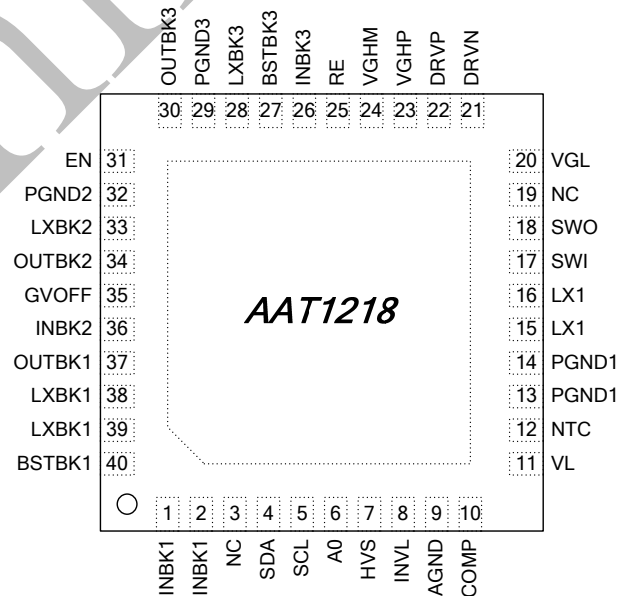 OUTBK3 PGND3 LXBK3 BSTBK3 INBK3 RE VGHM VGHP DRVP DRVN
30 29 28 27 26 25 24 23 22 21
EN 31 20 VGL
PGND2 32 19 NC
LXBK2 33 18 SWO
OUTBK2 34 17 SWI
GVOFF 35 16 LX1
INBK2 36 15 LX1
OUTBK1 37 14 PGND1
LXBK1 38 13 PGND1
LXBK1 39 12 NTC
BSTBK1 40 11 VL
AAT1218
1 2 3 4 5 6 7 8 9 10
INBK1 INBK1 NC SDA SCL A0 HVS INVL AGND COMP